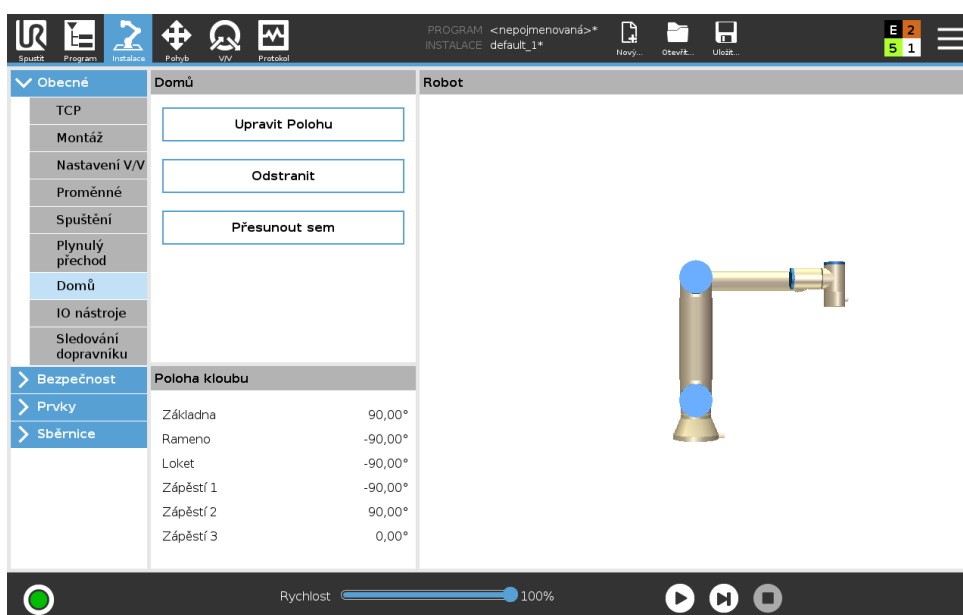 PROGRAM <nepojmenovaná>*
INSTALACE default_1*
UR
Spustit
Program
Instalace
Pohyb
V/V
Protokol
Nový...
Otevřít...
Uložit...
E 2
5 1
Obecné
TCP
Montáž
Nastavení V/V
Proměnné
Spuštění
Plynulý
přechod
Domů
IO nástroje
Sledování
dopravníku
Bezpečnost
Prvky
Sběrnice
Domů
Upravit Polohu
Odstranit
Přesunout sem
Poloha kloubu
Základna 90,00°
Rameno -90,00°
Loket -90,00°
Zápěstí 1 -90,00°
Zápěstí 2 90,00°
Zápěstí 3 0,00°
Robot
Rychlost 100%